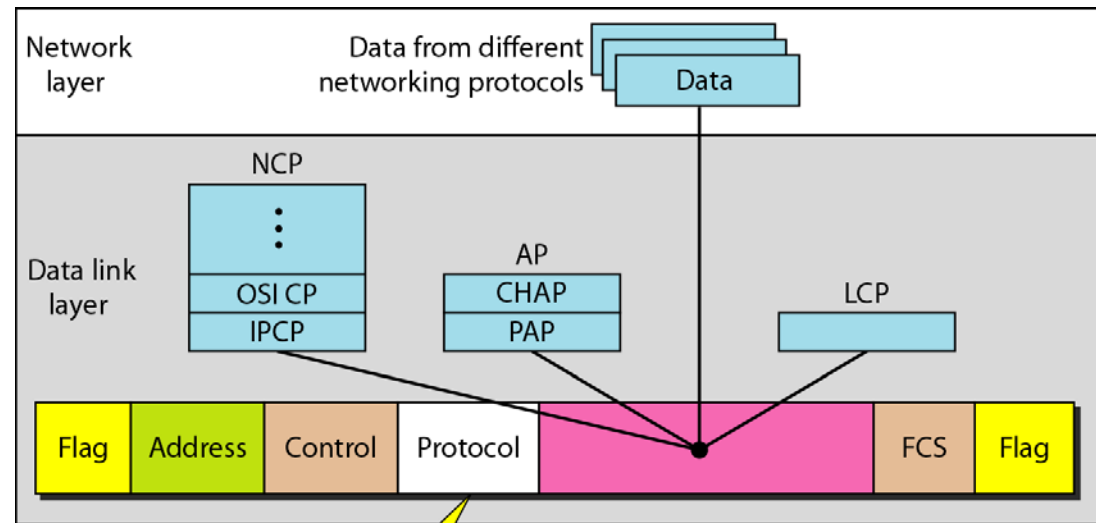 Network
layer
Data from different
networking protocols
Data
NCP
Data link
layer
OSI CP
IPCP
AP
CHAP
PAP
LCP
Flag
Address
Control
Protocol
FCS
Flag